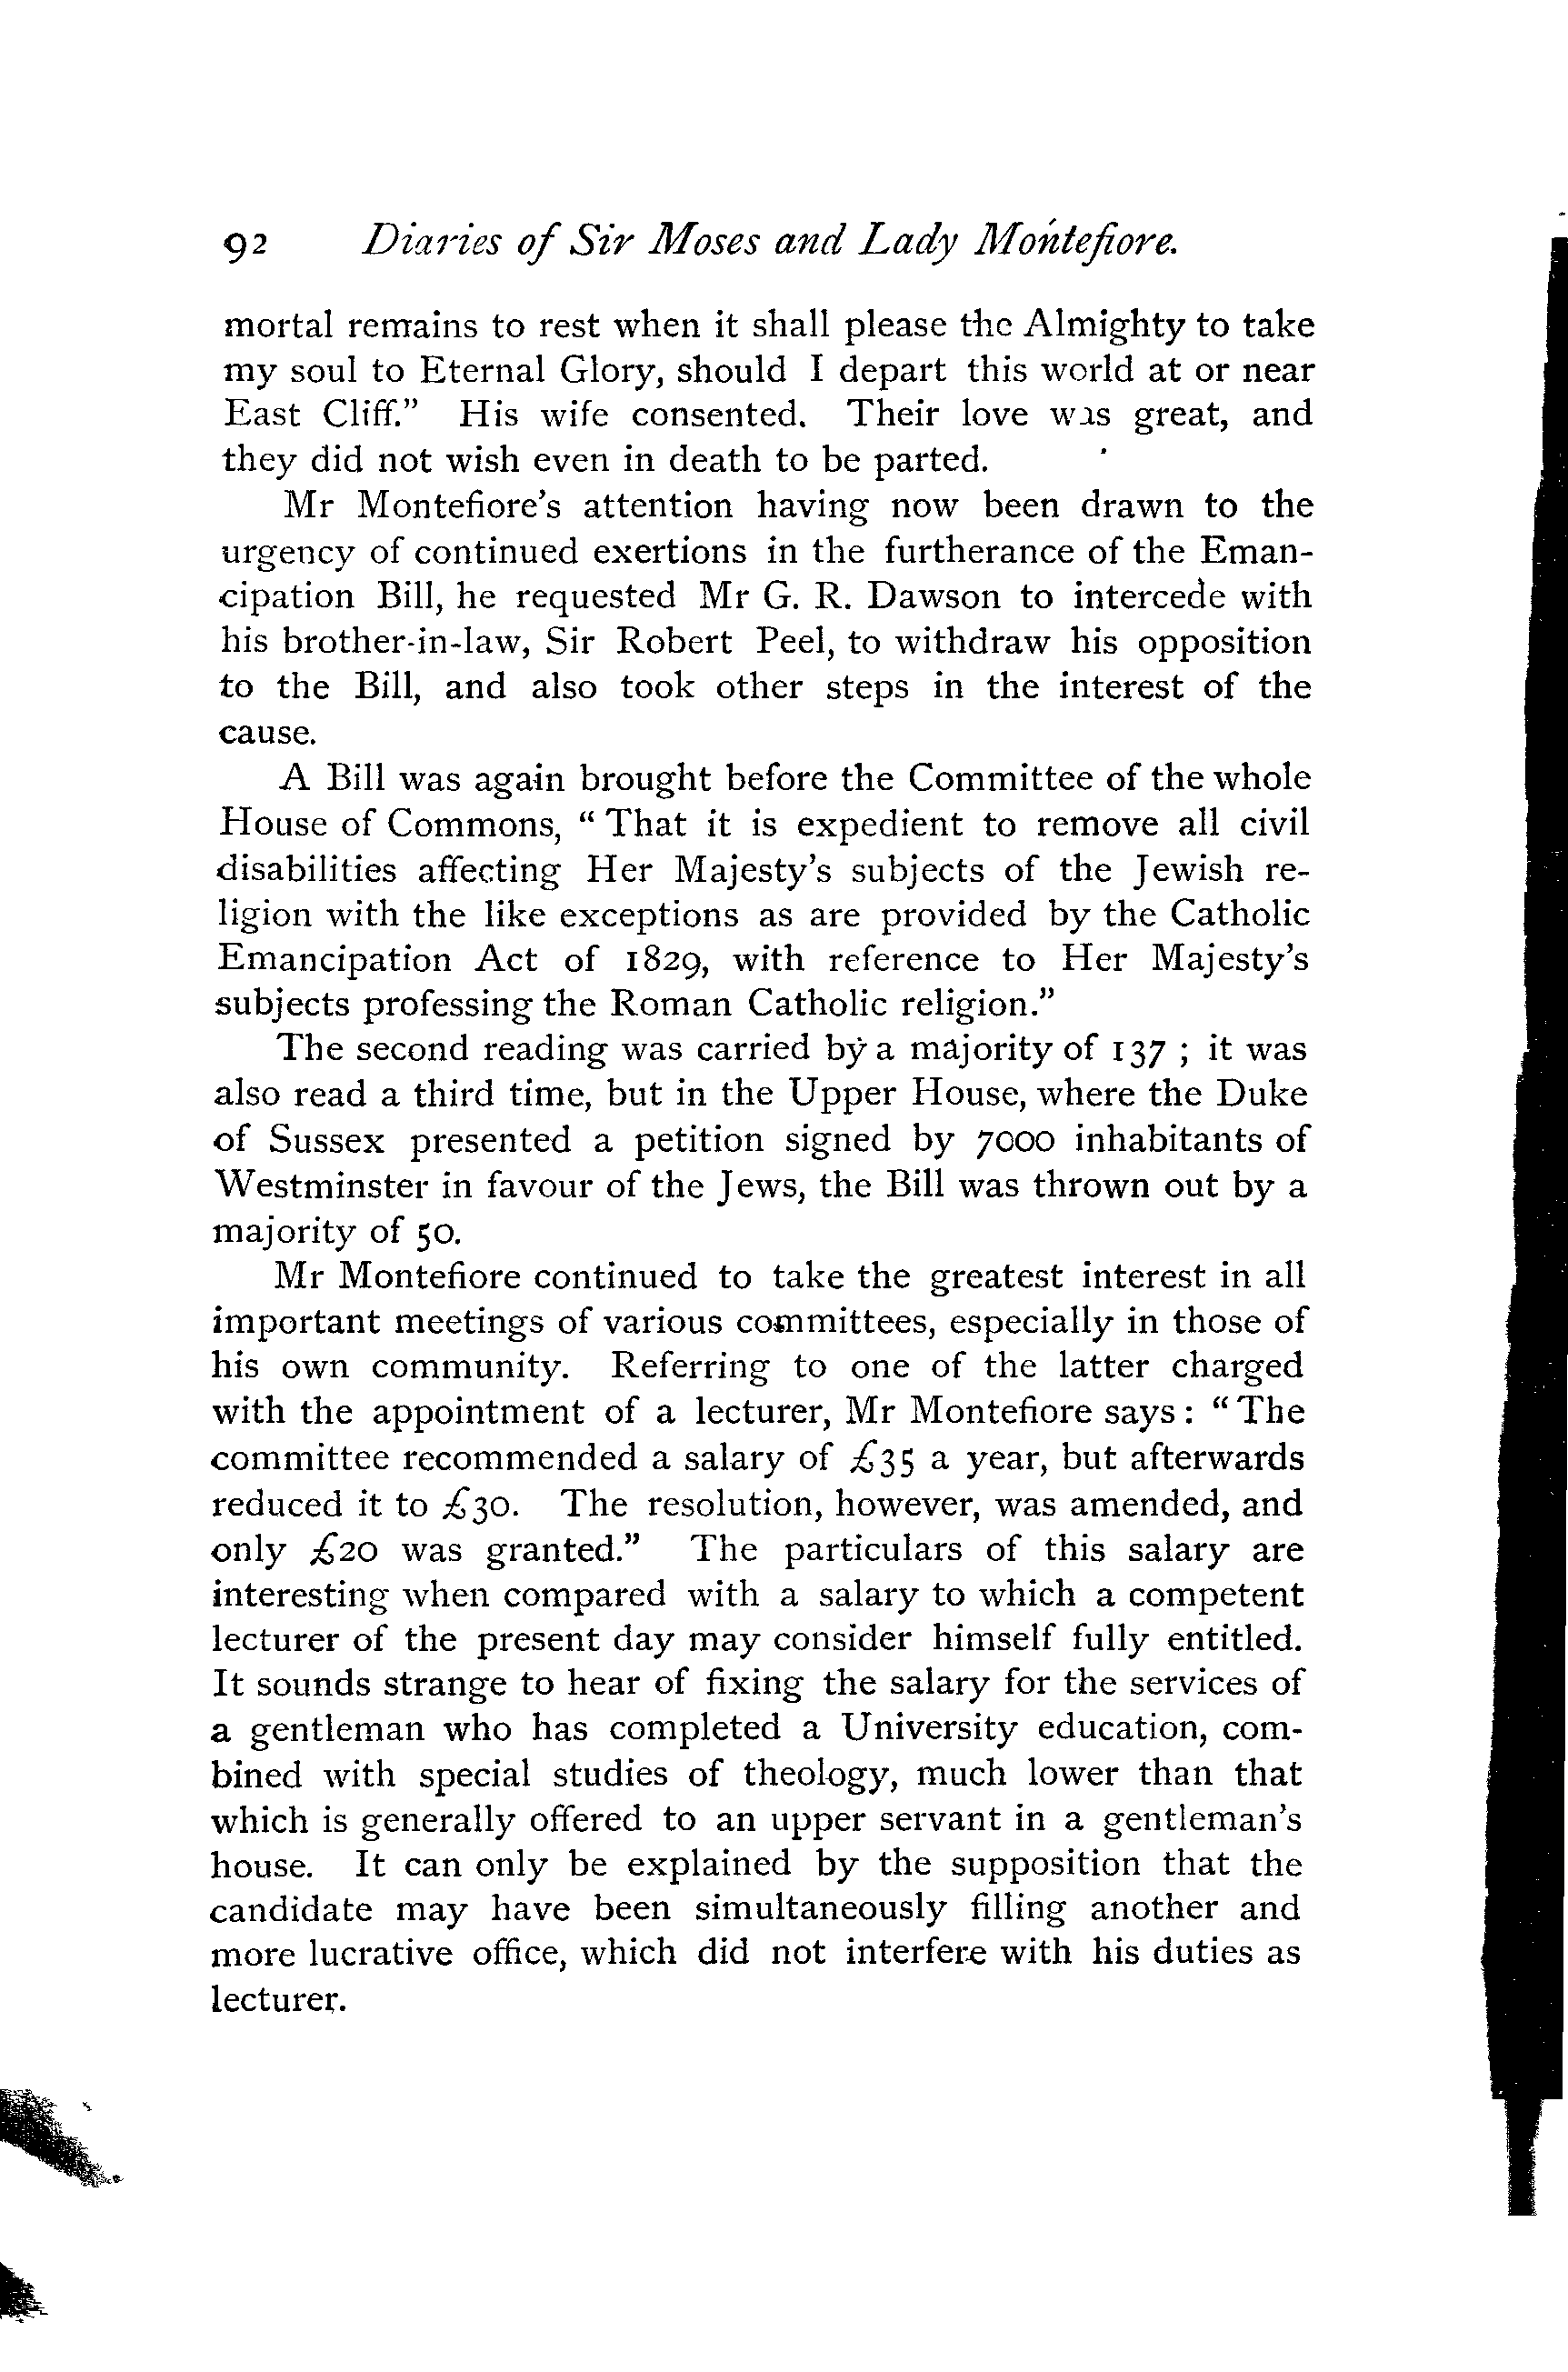 92 Diaries of Sir Moses and Lady Montefiore.
mortal remains to rest when it shall please the Almighty to take
my soul to Eternal Glory, should I depart this world at or near
East Cliff." His wife consented. Their love was great, and
they did not wish even in death to be parted.
Mr Montefiore's attention having now been drawn to the
urgency of continued exertions in the furtherance of the Eman-
cipation Bill, he requested Mr G. R. Dawson to intercede with
his brother-in-law, Sir Robert Peel, to withdraw his opposition
to the Bill, and also took other steps in the interest of the
cause.
A Bill was again brought before the Committee of the whole
House of Commons, "That it is expedient to remove all civil
disabilities affecting Her Majesty's subjects of the Jewish re-
ligion with the like exceptions as are provided by the Catholic
Emancipation Act of 1829, with reference to Her Majesty's
subjects professing the Roman Catholic religion."
The second reading was carried by a majority of 137 ; it was
also read a third time, but in the Upper House, where the Duke
of Sussex presented a petition signed by 7000 inhabitants of
Westminster in favour of the Jews, the Bill was thrown out by a
majority of 50.
Mr Montefiore continued to take the greatest interest in all
important meetings of various committees, especially in those of
his own community. Referring to one of the latter charged
with the appointment of a lecturer, Mr Montefiore says: "The
committee recommended a salary of £35 a year, but afterwards
reduced it to £30. The resolution, however, was amended, and
only £20 was granted." The particulars of this salary are
interesting when compared with a salary to which a competent
lecturer of the present day may consider himself fully entitled.
It sounds strange to hear of fixing the salary for the services of
a gentleman who has completed a University education, com-
bined with special studies of theology, much lower than that
which is generally offered to an upper servant in a gentleman's
house. It can only be explained by the supposition that the
candidate may have been simultaneously filling another and
more lucrative office, which did not interfere with his duties as
lecturer.